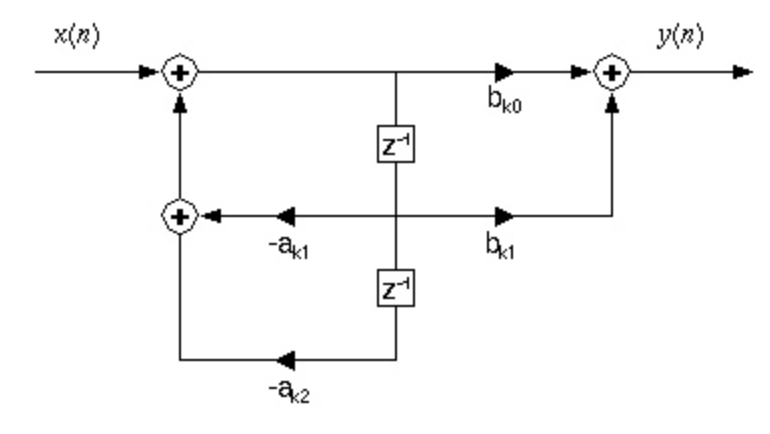 x(n) y(n)
+ +
b_k0
z⁻¹
+
-a_k1 b_k1
z⁻¹
-a_k2